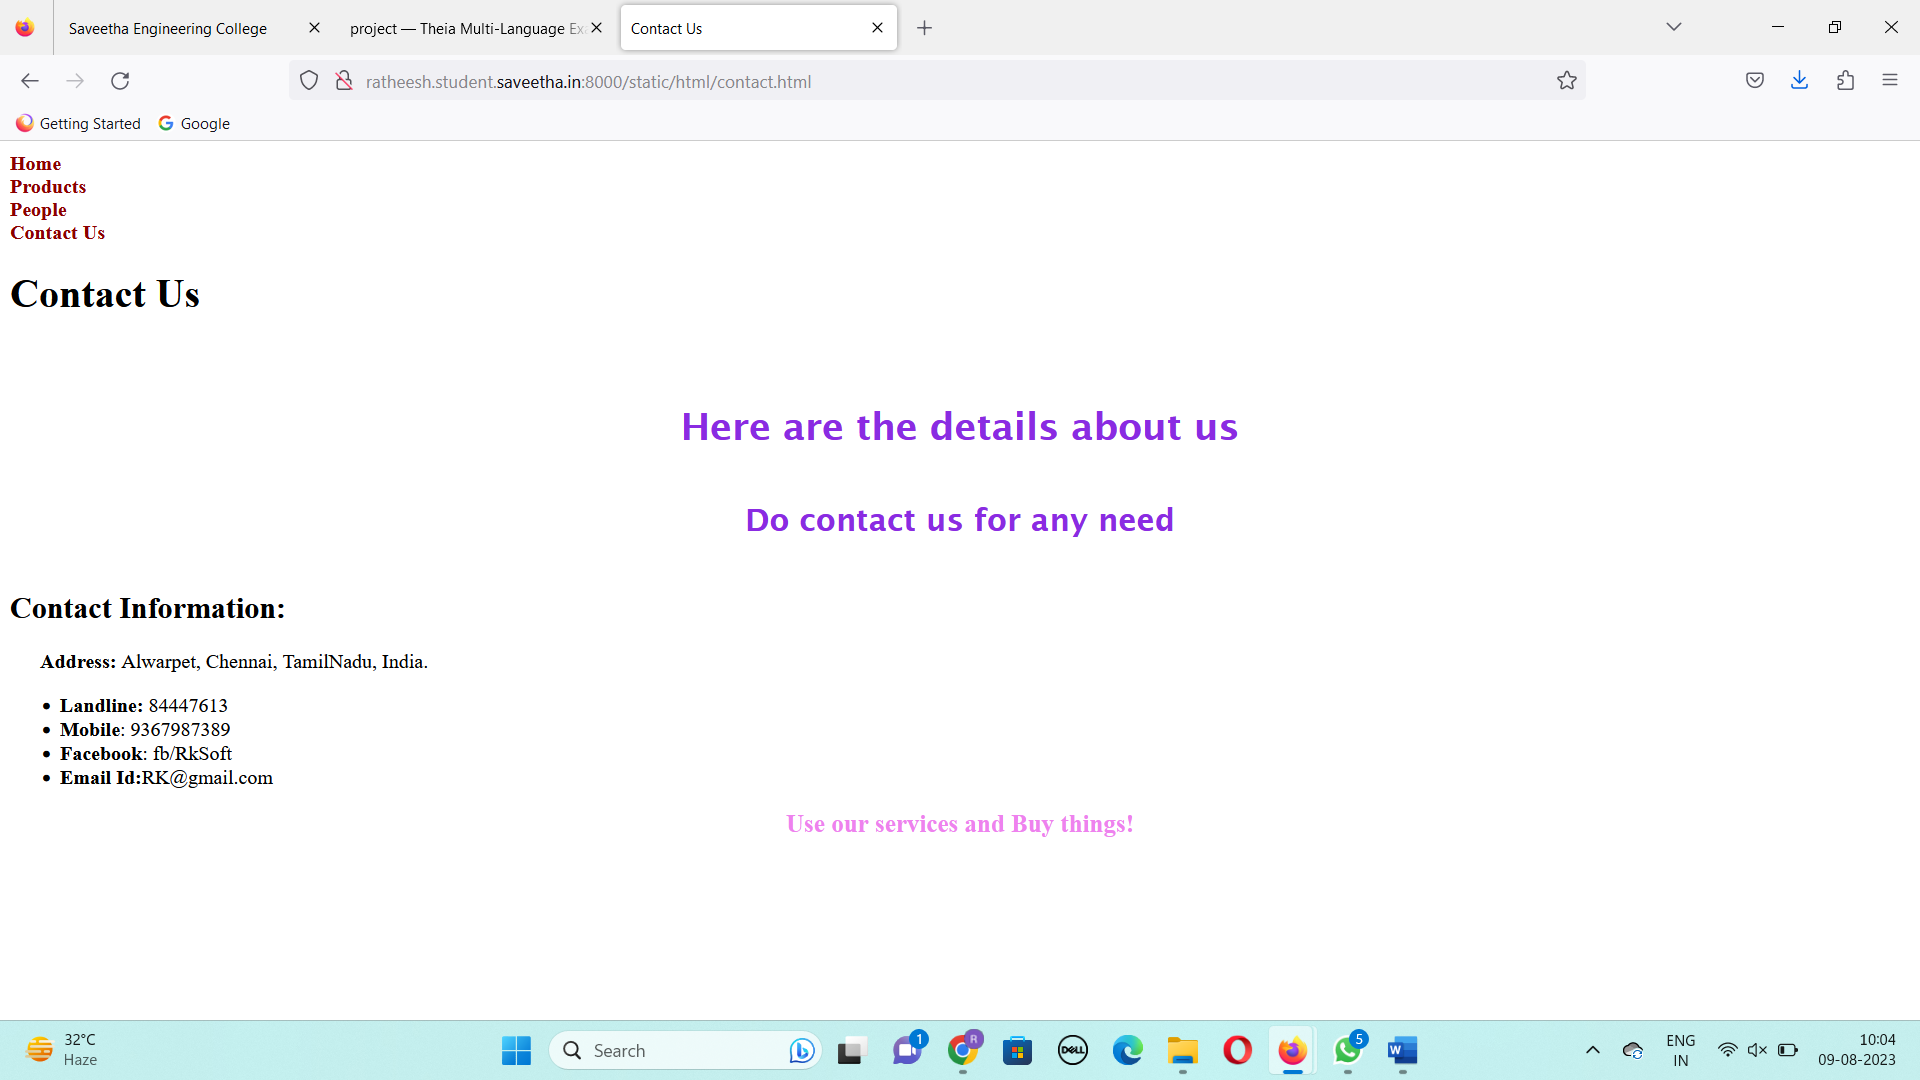 Saveetha Engineering College
project — Theia Multi-Language Ex
Contact Us
ratheesh.student.saveetha.in:8000/static/html/contact.html
Getting Started
Google
Home
Products
People
Contact Us
Contact Us
Here are the details about us
Do contact us for any need
Contact Information:
Address: Alwarpet, Chennai, TamilNadu, India.
Landline: 84447613
Mobile: 9367987389
Facebook: fb/RkSoft
Email Id:RK@gmail.com
Use our services and Buy things!
32°C
Haze
Search
1
R
DELL
5
W
ENG
IN
10:04
09-08-2023